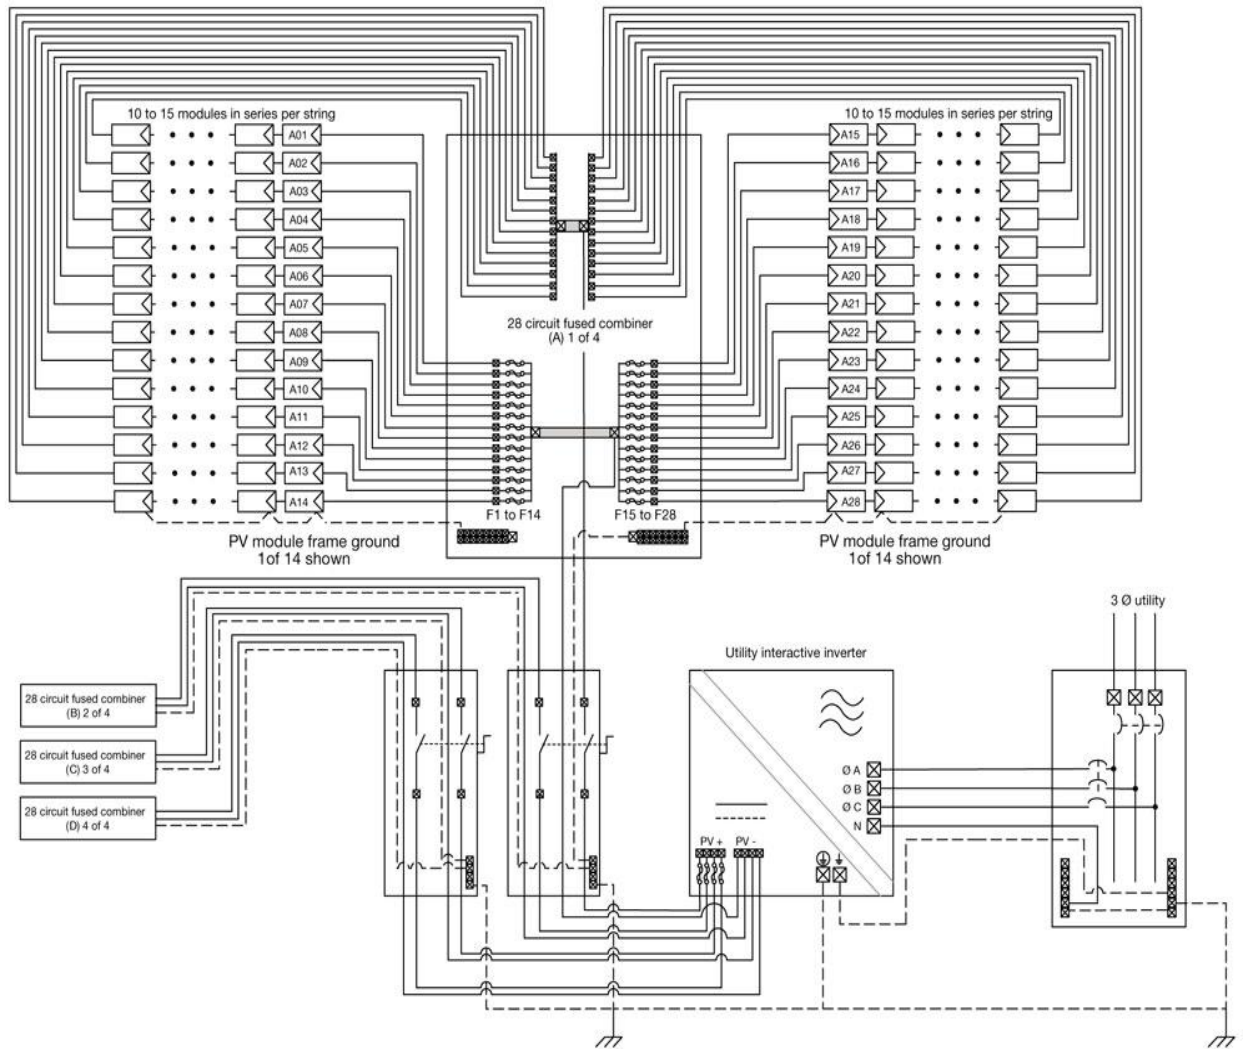 10 to 15 modules in series per string
10 to 15 modules in series per string
A01
A15
A02
A16
A03
A17
A04
A18
A05
A19
A06
A20
A07
A21
28 circuit fused combiner
(A) 1 of 4
A08
A22
A09
A23
A10
A24
A11
A25
A12
A26
A13
A27
A14
A28
F1 to F14
F15 to F28
PV module frame ground
1of 14 shown
PV module frame ground
1of 14 shown
3 Ø utility
Utility interactive inverter
28 circuit fused combiner
(B) 2 of 4
28 circuit fused combiner
(C) 3 of 4
28 circuit fused combiner
(D) 4 of 4
Ø A
Ø B
Ø C
N
PV +
PV -